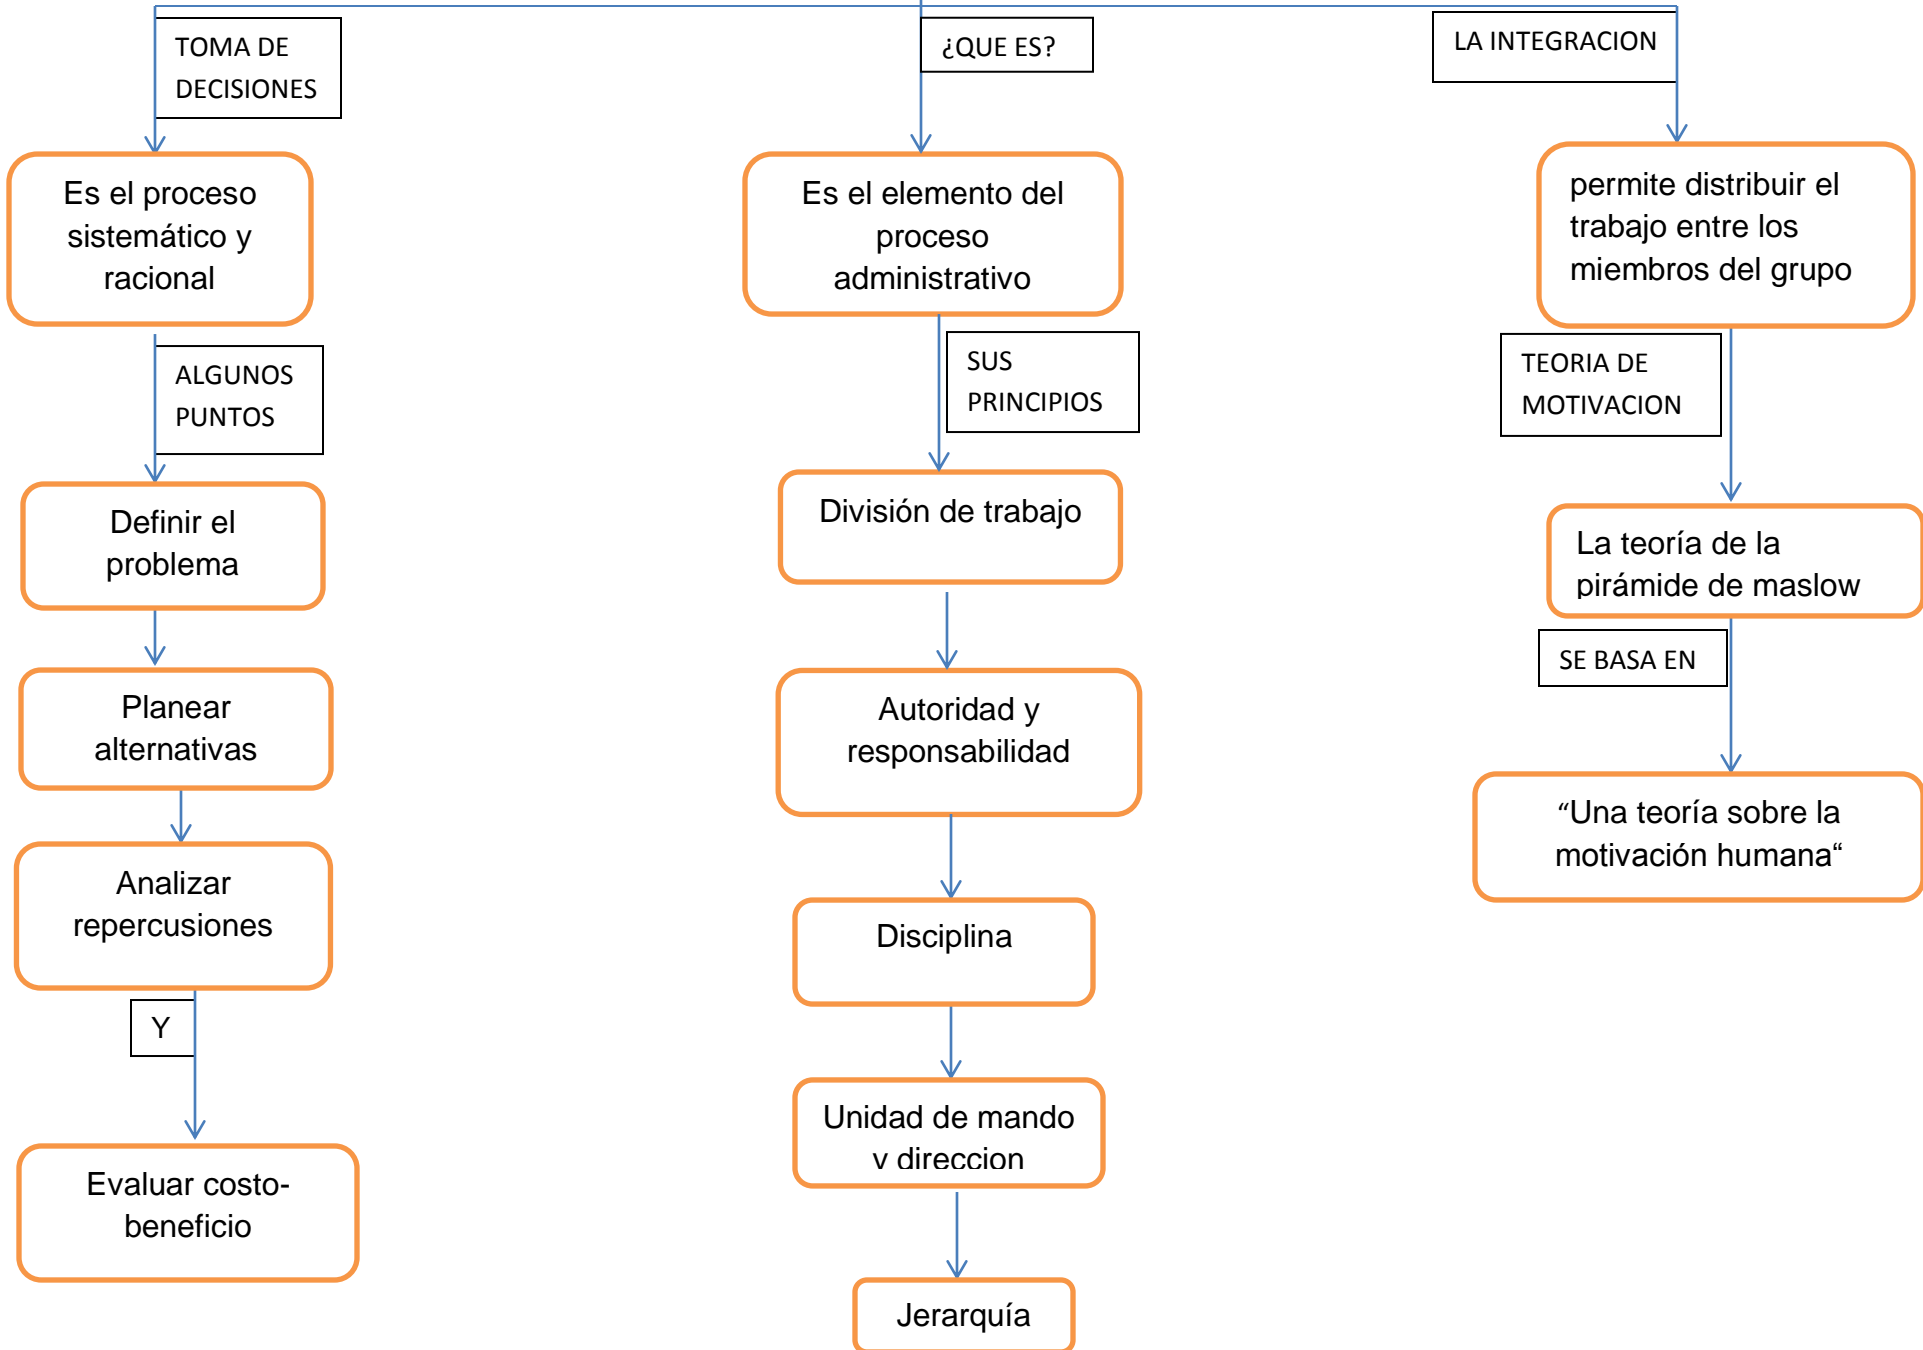 TOMA DE
DECISIONES
Es el proceso
sistemático y
racional
ALGUNOS
PUNTOS
Definir el
problema
Planear
alternativas
Analizar
repercusiones
Y
Evaluar costo-
beneficio
¿QUE ES?
Es el elemento del
proceso
administrativo
SUS
PRINCIPIOS
División de trabajo
Autoridad y
responsabilidad
Disciplina
Unidad de mando
y direccion
Jerarquía
LA INTEGRACION
permite distribuir el
trabajo entre los
miembros del grupo
TEORIA DE
MOTIVACION
La teoría de la
pirámide de maslow
SE BASA EN
“Una teoría sobre la
motivación humana“